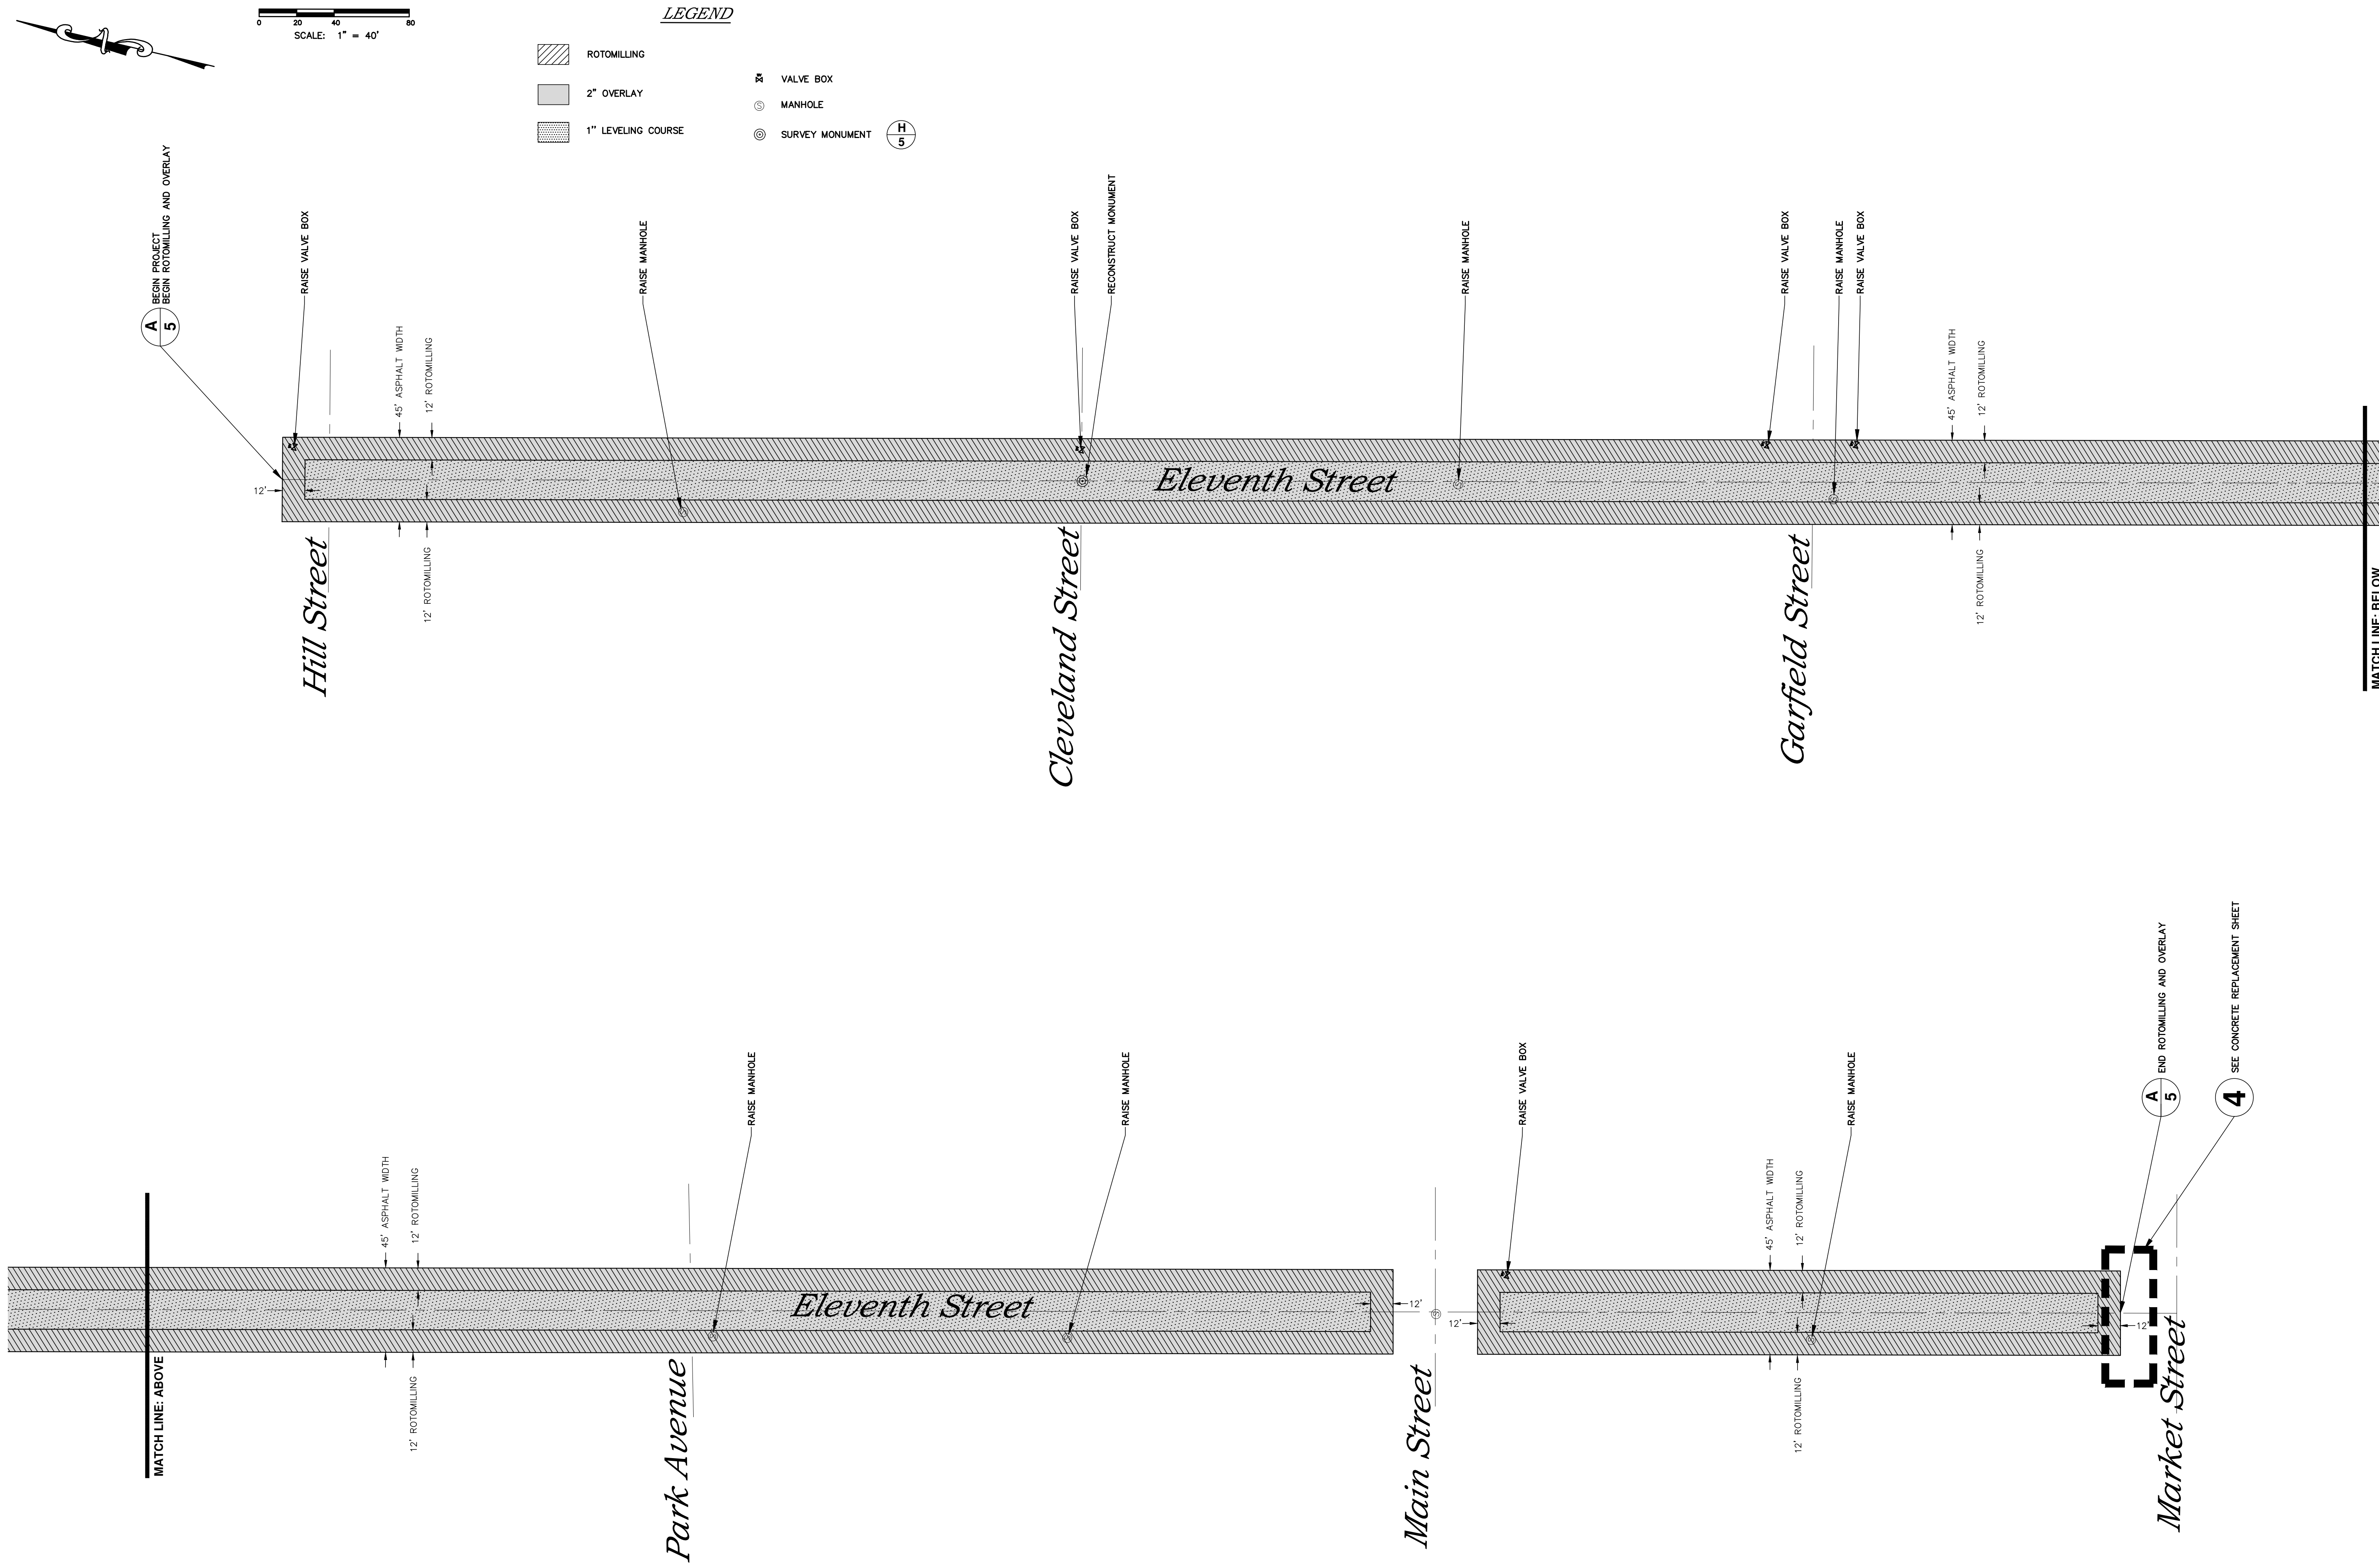 0 20 40 80
SCALE: 1" = 40'
LEGEND
ROTOMILLING
2" OVERLAY
1" LEVELING COURSE
VALVE BOX
MANHOLE
SURVEY MONUMENT
H
5
BEGIN PROJECT
BEGIN ROTOMILLING AND OVERLAY
A
5
RAISE VALVE BOX
RAISE MANHOLE
RAISE VALVE BOX
RECONSTRUCT MONUMENT
RAISE MANHOLE
RAISE VALVE BOX
RAISE MANHOLE
RAISE VALVE BOX
45' ASPHALT WIDTH
12' ROTOMILLING
45' ASPHALT WIDTH
12' ROTOMILLING
12'
Eleventh Street
12' ROTOMILLING
12' ROTOMILLING
Hill Street
Cleveland Street
Garfield Street
MATCH LINE: BELOW
RAISE MANHOLE
RAISE MANHOLE
RAISE VALVE BOX
RAISE MANHOLE
END ROTOMILLING AND OVERLAY
A
5
SEE CONCRETE REPLACEMENT SHEET
4
45' ASPHALT WIDTH
12' ROTOMILLING
45' ASPHALT WIDTH
12' ROTOMILLING
Eleventh Street
12'
12'
12'
S
MATCH LINE: ABOVE
12' ROTOMILLING
12' ROTOMILLING
Park Avenue
Main Street
Market Street